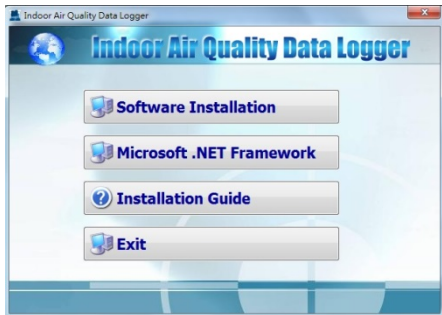 Indoor Air Quality Data Logger
Indoor Air Quality Data Logger
Software Installation
Microsoft .NET Framework
Installation Guide
Exit